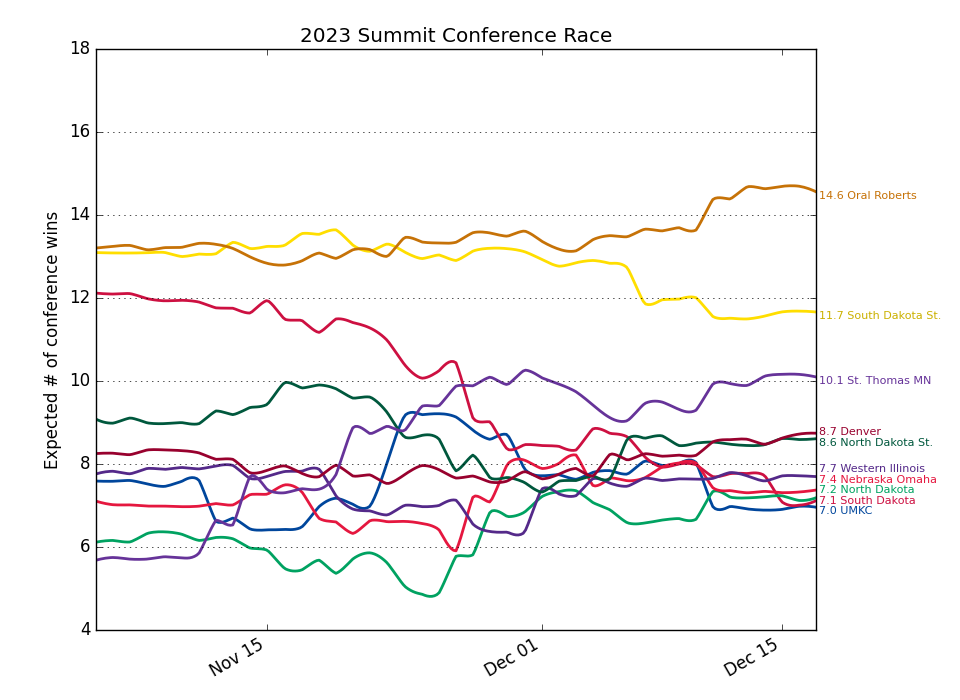 2023 Summit Conference Race
Expected # of conference wins
18
16
14
12
10
8
6
4
Nov 15
Dec 01
Dec 15
14.6 Oral Roberts
11.7 South Dakota St.
10.1 St. Thomas MN
8.7 Denver
8.6 North Dakota St.
7.7 Western Illinois
7.4 Nebraska Omaha
7.2 North Dakota
7.1 South Dakota
7.0 UMKC